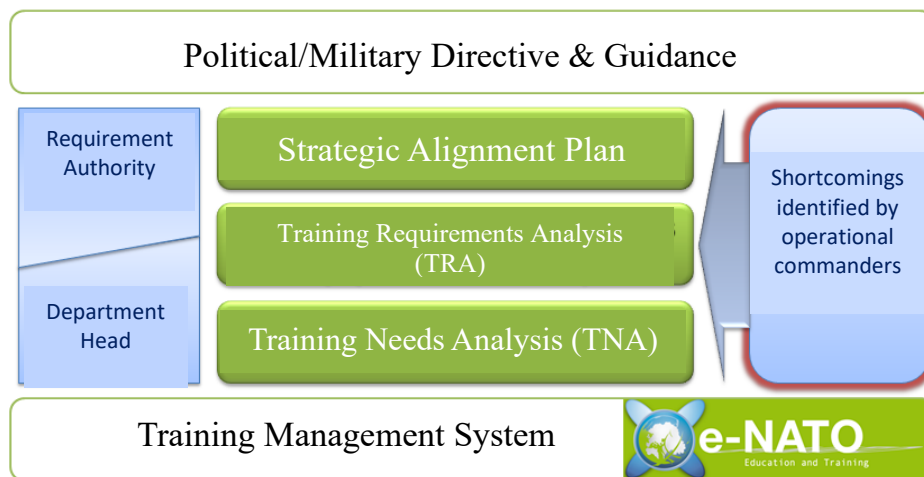 Political/Military Directive & Guidance
Requirement
Authority
Department
Head
Strategic Alignment Plan
Training Requirements Analysis
(TRA)
Training Needs Analysis (TNA)
Shortcomings
identified by
operational
commanders
Training Management System
e-NATO
Education and Training